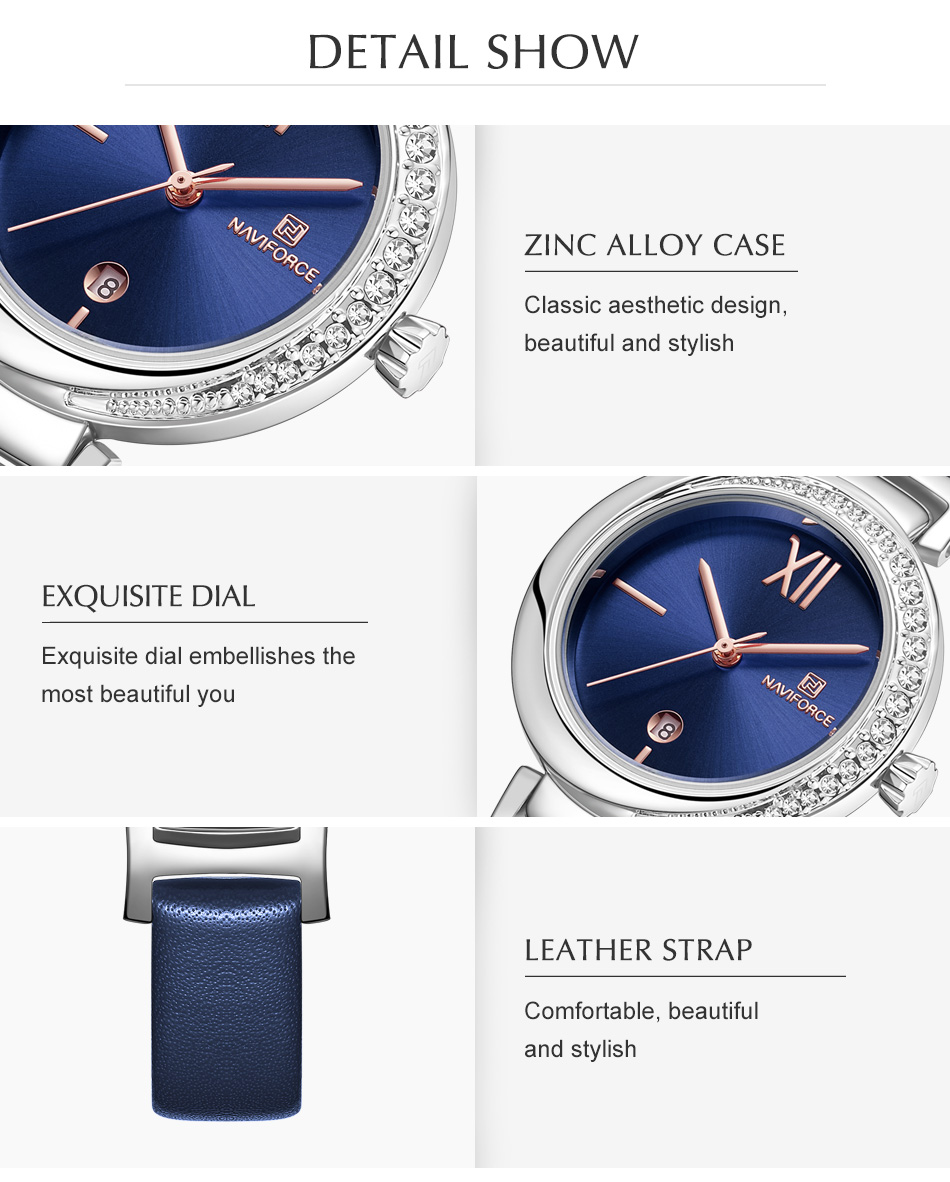 DETAIL SHOW
NAVIFORCE
8
ZINC ALLOY CASE
Classic aesthetic design,
beautiful and stylish
EXQUISITE DIAL
Exquisite dial embellishes the
most beautiful you
XII
NAVIFORCE
8
LEATHER STRAP
Comfortable, beautiful
and stylish